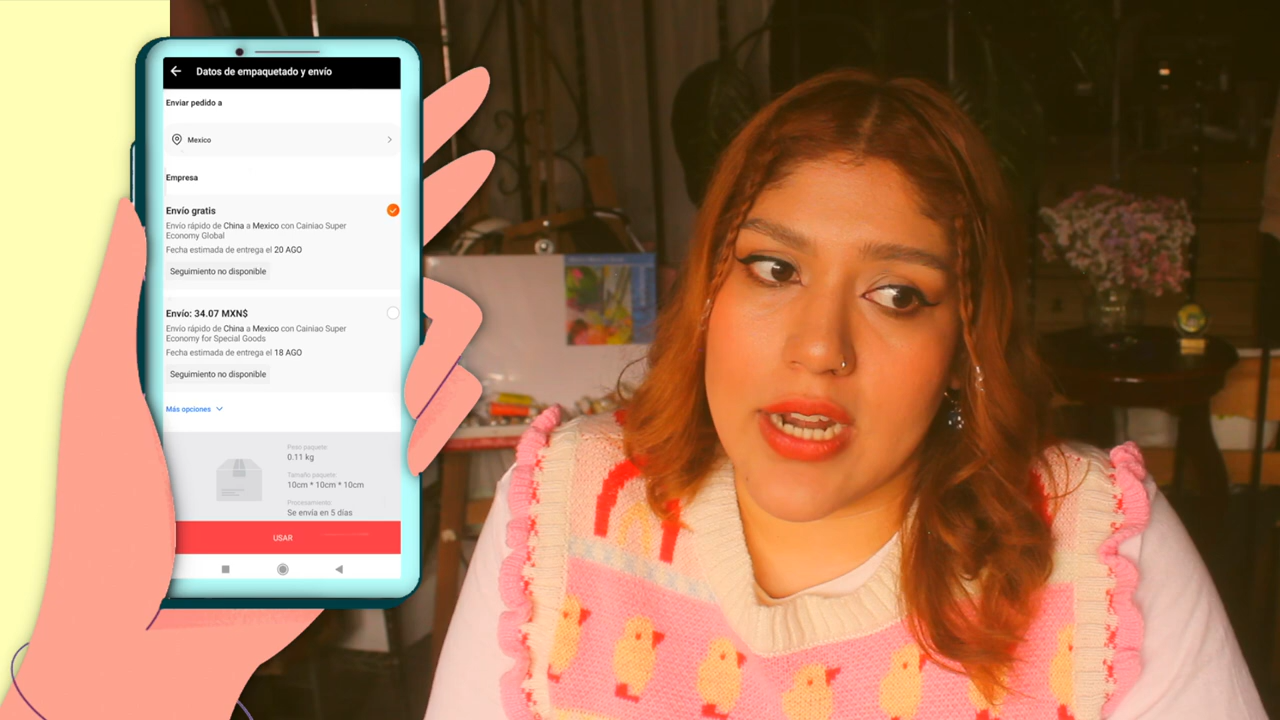 Datos de empaquetado y envío
Enviar pedido a
Mexico
Empresa
Envío gratis
Envío rápido de China a Mexico con Cainiao Super
Economy Global
Fecha estimada de entrega el 20 AGO
Seguimiento no disponible
Envío: 34.07 MXN$
Envío rápido de China a Mexico con Cainiao Super
Economy for Special Goods
Fecha estimada de entrega el 18 AGO
Seguimiento no disponible
Más opciones
Peso paquete:
0.11 kg
Tamaño paquete:
10cm * 10cm * 10cm
Procesamiento:
Se envía en 5 días
USAR